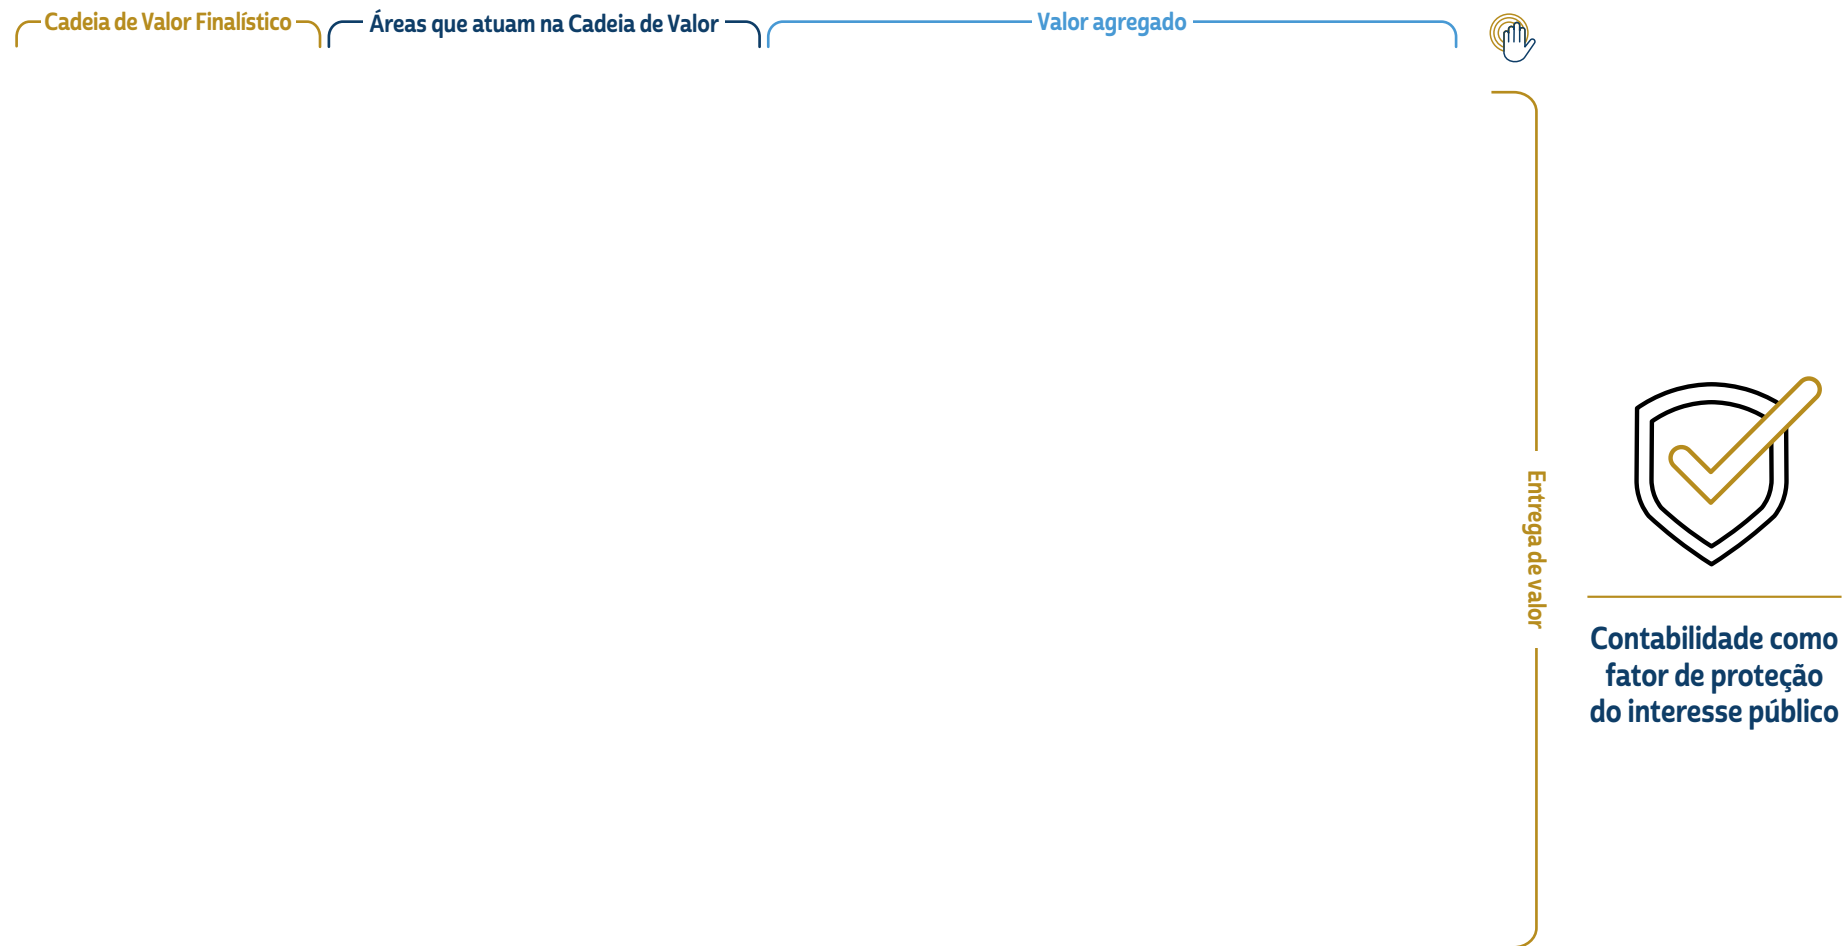 Cadeia de Valor Finalístico
Áreas que atuam na Cadeia de Valor
Valor agregado
Entrega de valor
Contabilidade como
fator de proteção
do interesse público